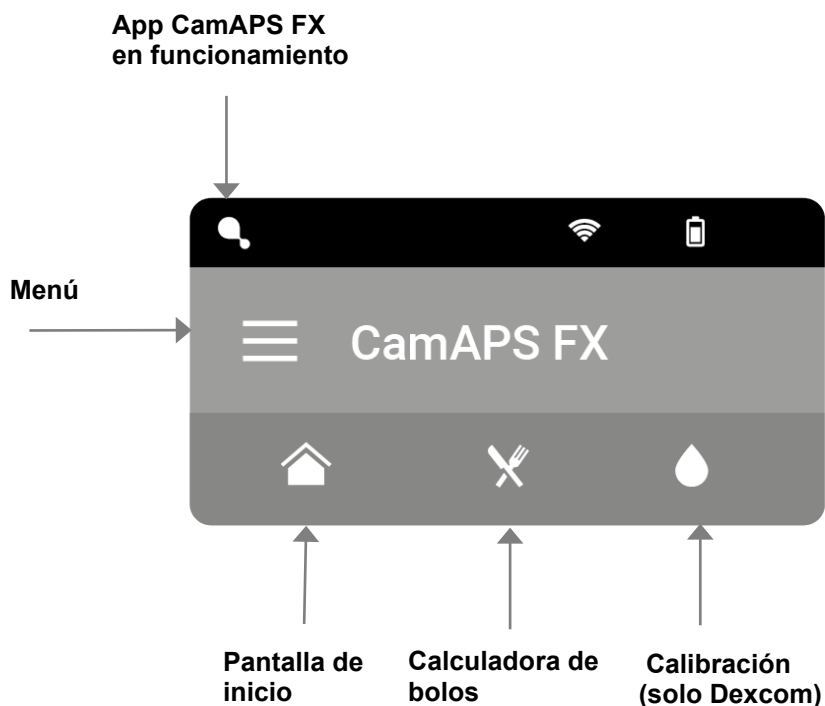 App CamAPS FX
en funcionamiento
Menú
CamAPS FX
Pantalla de
inicio
Calculadora de
bolos
Calibración
(solo Dexcom)